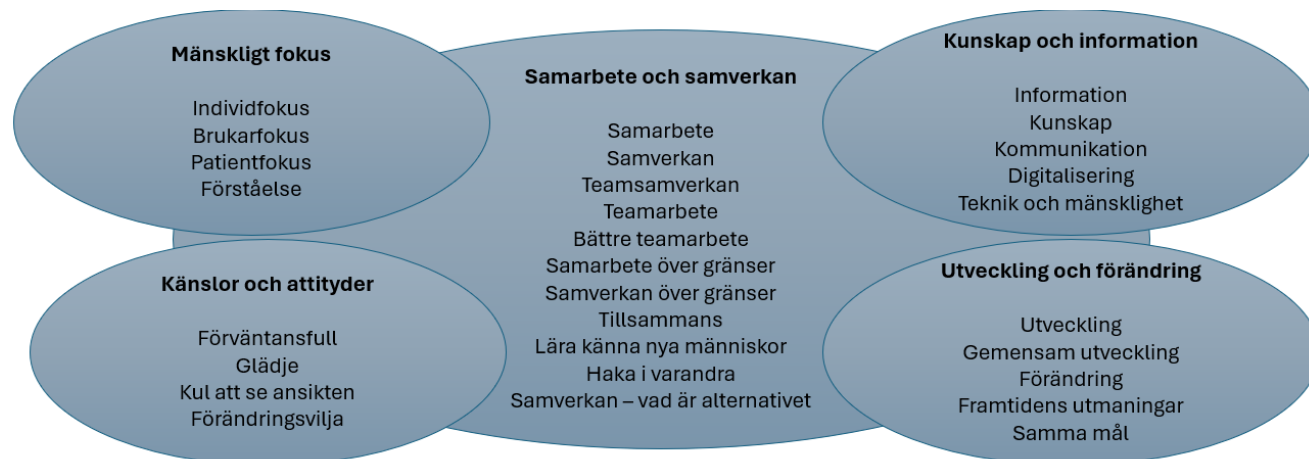 Mänskligt fokus
Individfokus
Brukarfokus
Patientfokus
Förståelse
Samarbete och samverkan
Samarbete
Samverkan
Teamsamverkan
Teamarbete
Bättre teamarbete
Samarbete över gränser
Samverkan över gränser
Tillsammans
Lära känna nya människor
Haka i varandra
Samverkan – vad är alternativet
Kunskap och information
Information
Kunskap
Kommunikation
Digitalisering
Teknik och mänsklighet
Känslor och attityder
Förväntansfull
Glädje
Kul att se ansikten
Förändringsvilja
Utveckling och förändring
Utveckling
Gemensam utveckling
Förändring
Framtidens utmaningar
Samma mål